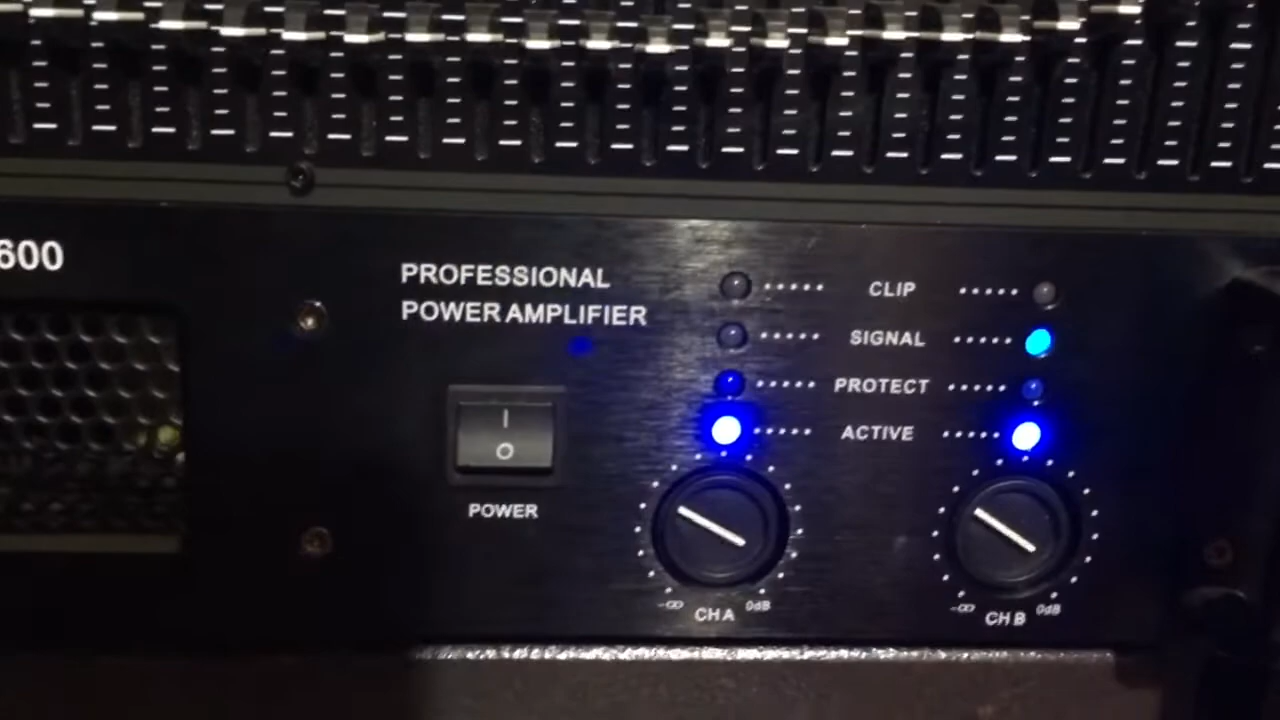 600
PROFESSIONAL
POWER AMPLIFIER
CLIP
SIGNAL
PROTECT
ACTIVE
I
O
POWER
-∞ CH A 0dB
-∞ CH B 0dB